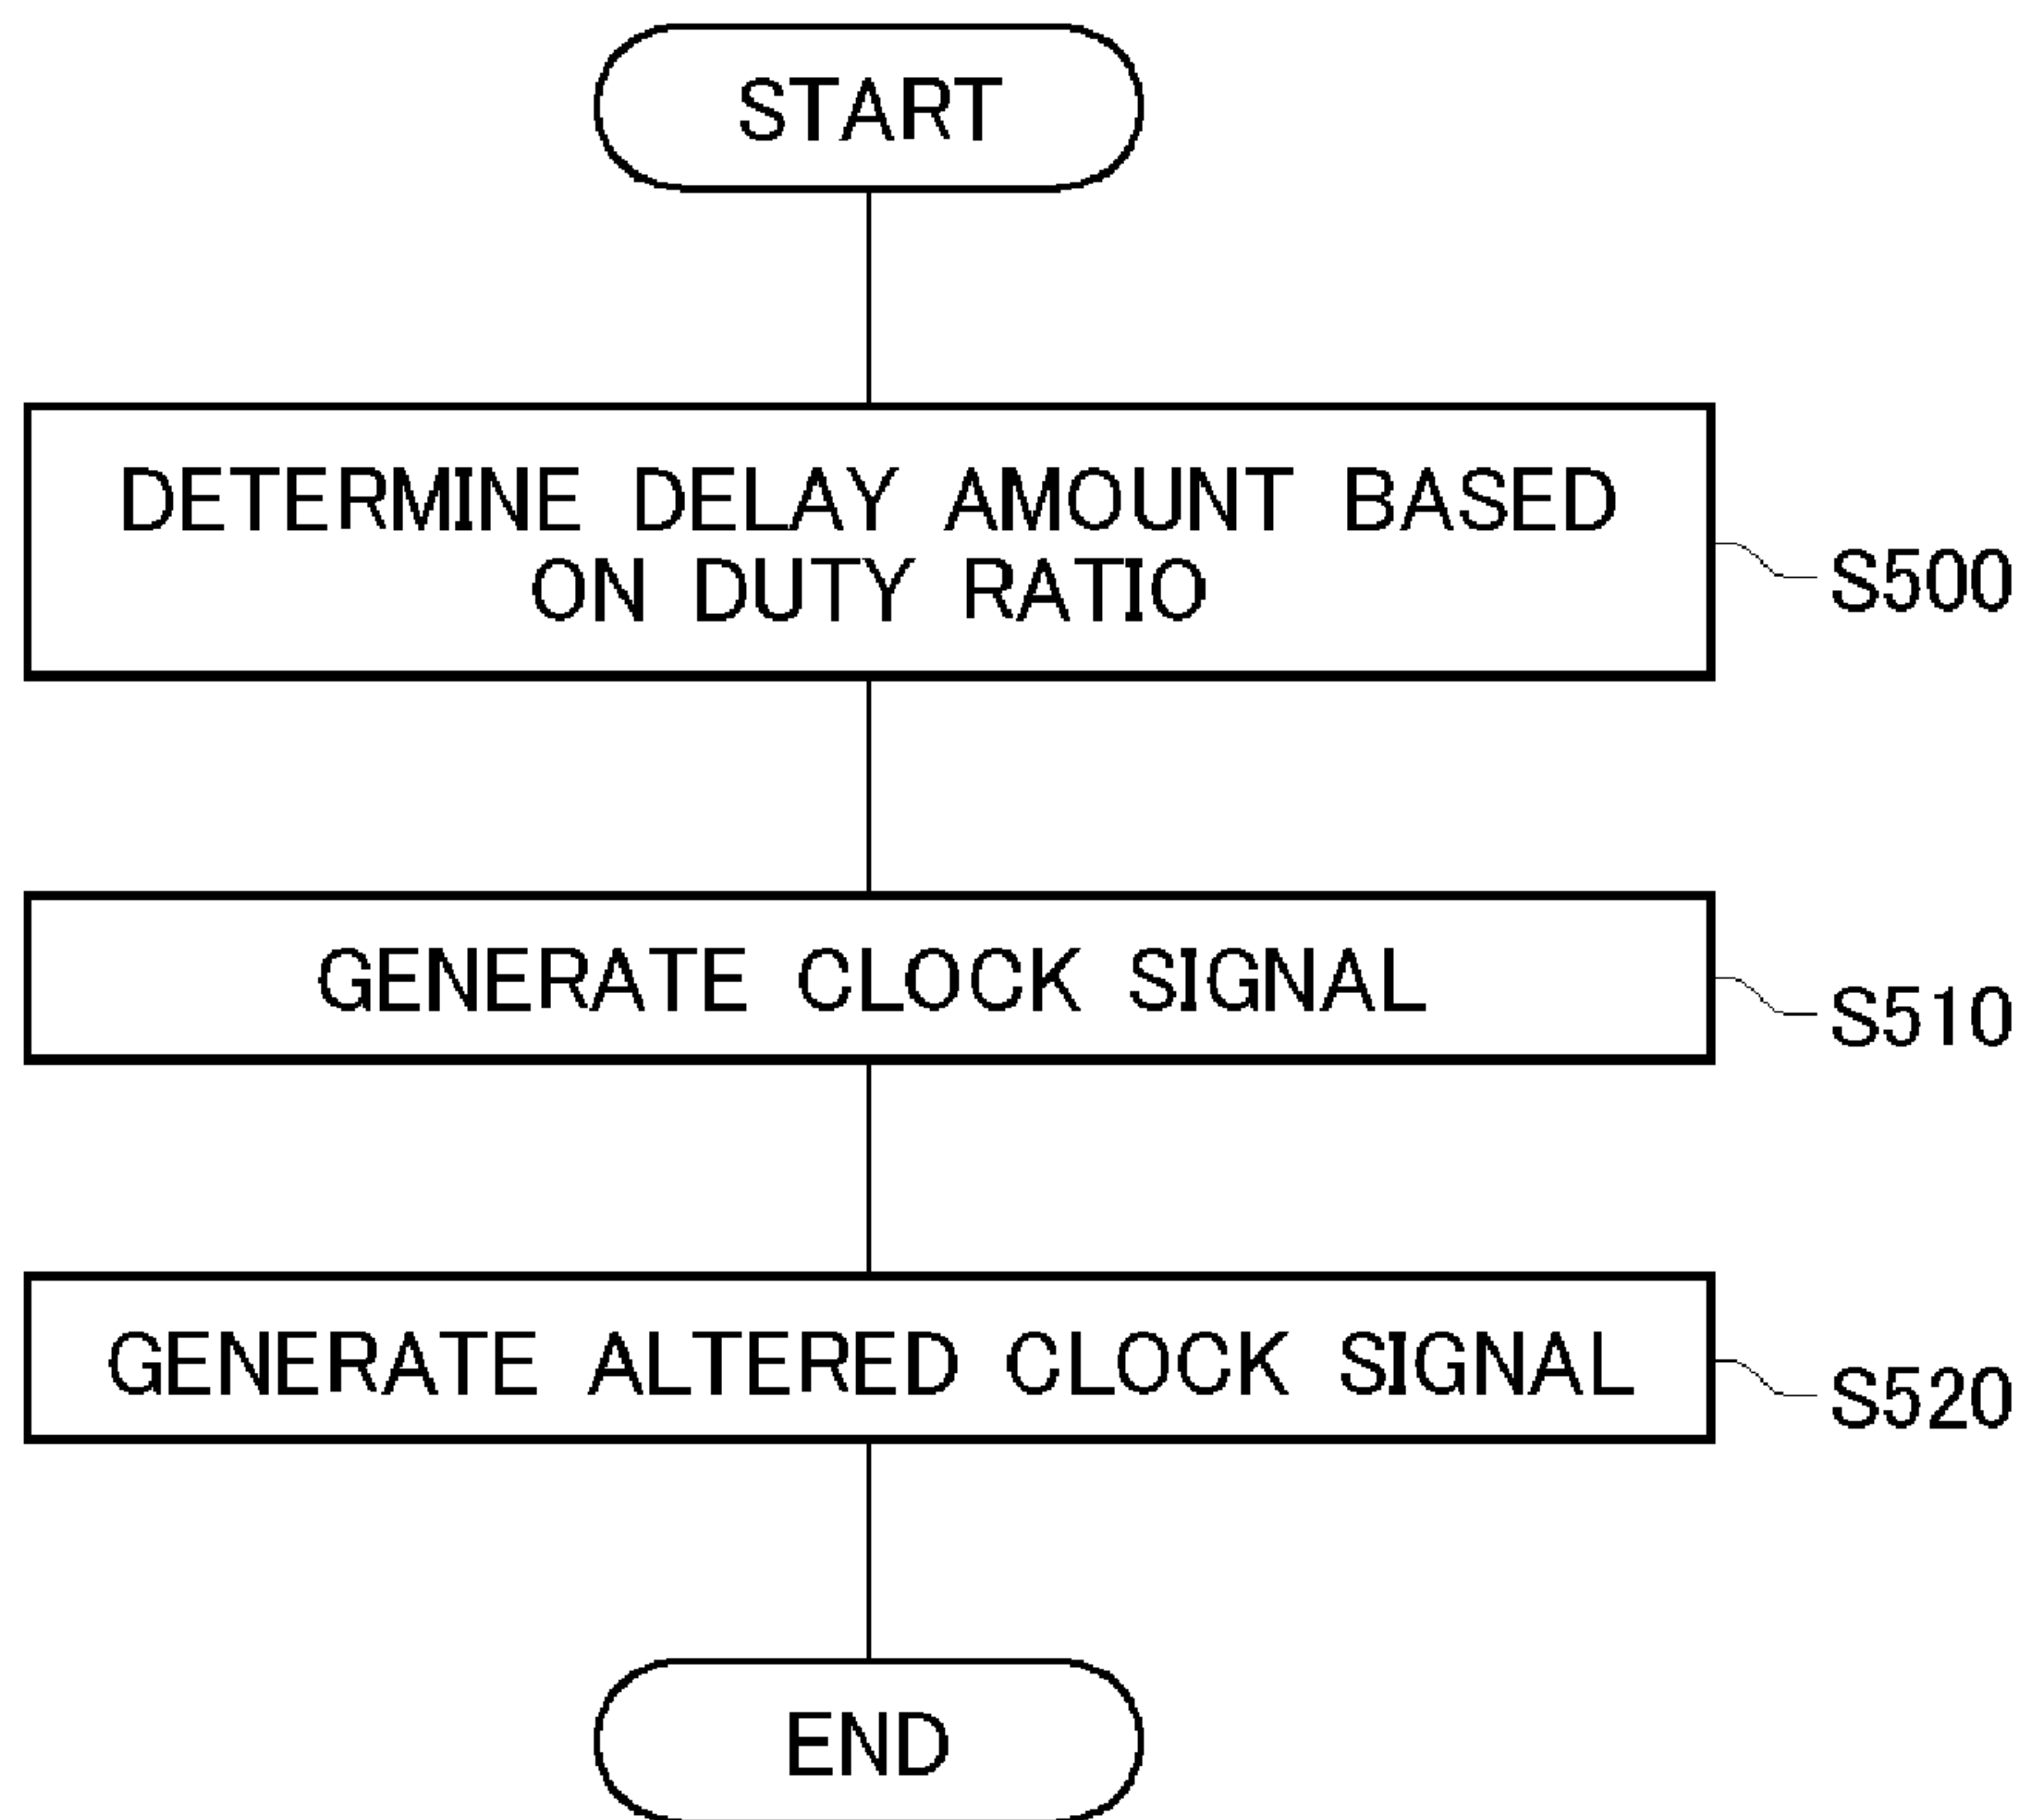 START
DETERMINE DELAY AMOUNT BASED
ON DUTY RATIO
S500
GENERATE CLOCK SIGNAL
S510
GENERATE ALTERED CLOCK SIGNAL
S520
END